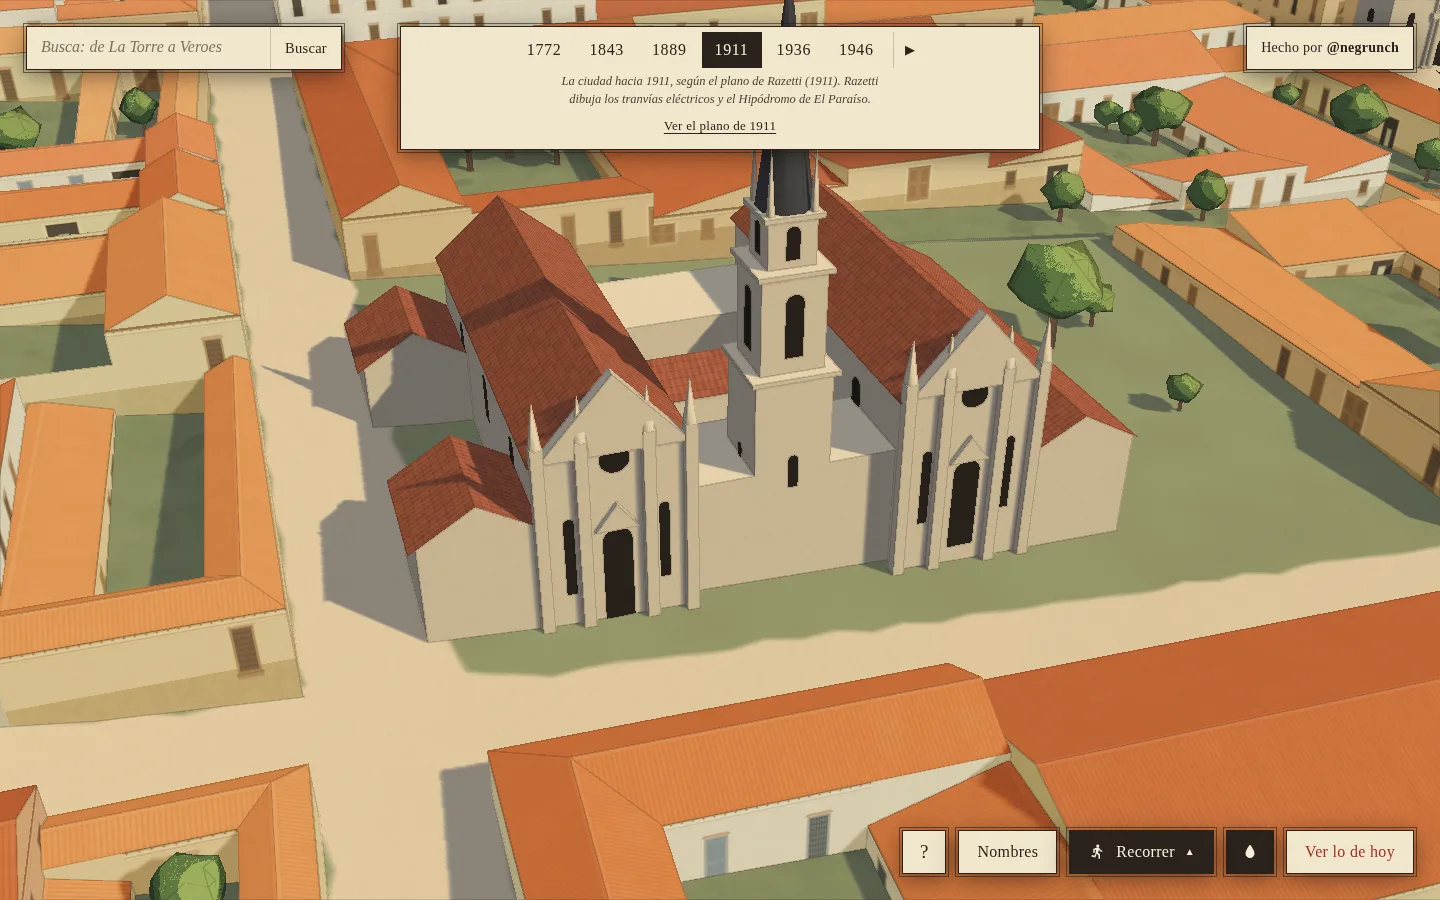 Busca: de La Torre a Veroes
Buscar
1772 1843 1889 1911 1936 1946 ▶
La ciudad hacia 1911, según el plano de Razetti (1911). Razetti
dibuja los tranvías eléctricos y el Hipódromo de El Paraíso.
Ver el plano de 1911
Hecho por @negrunch
?
Nombres
Recorrer ▲
Ver lo de hoy